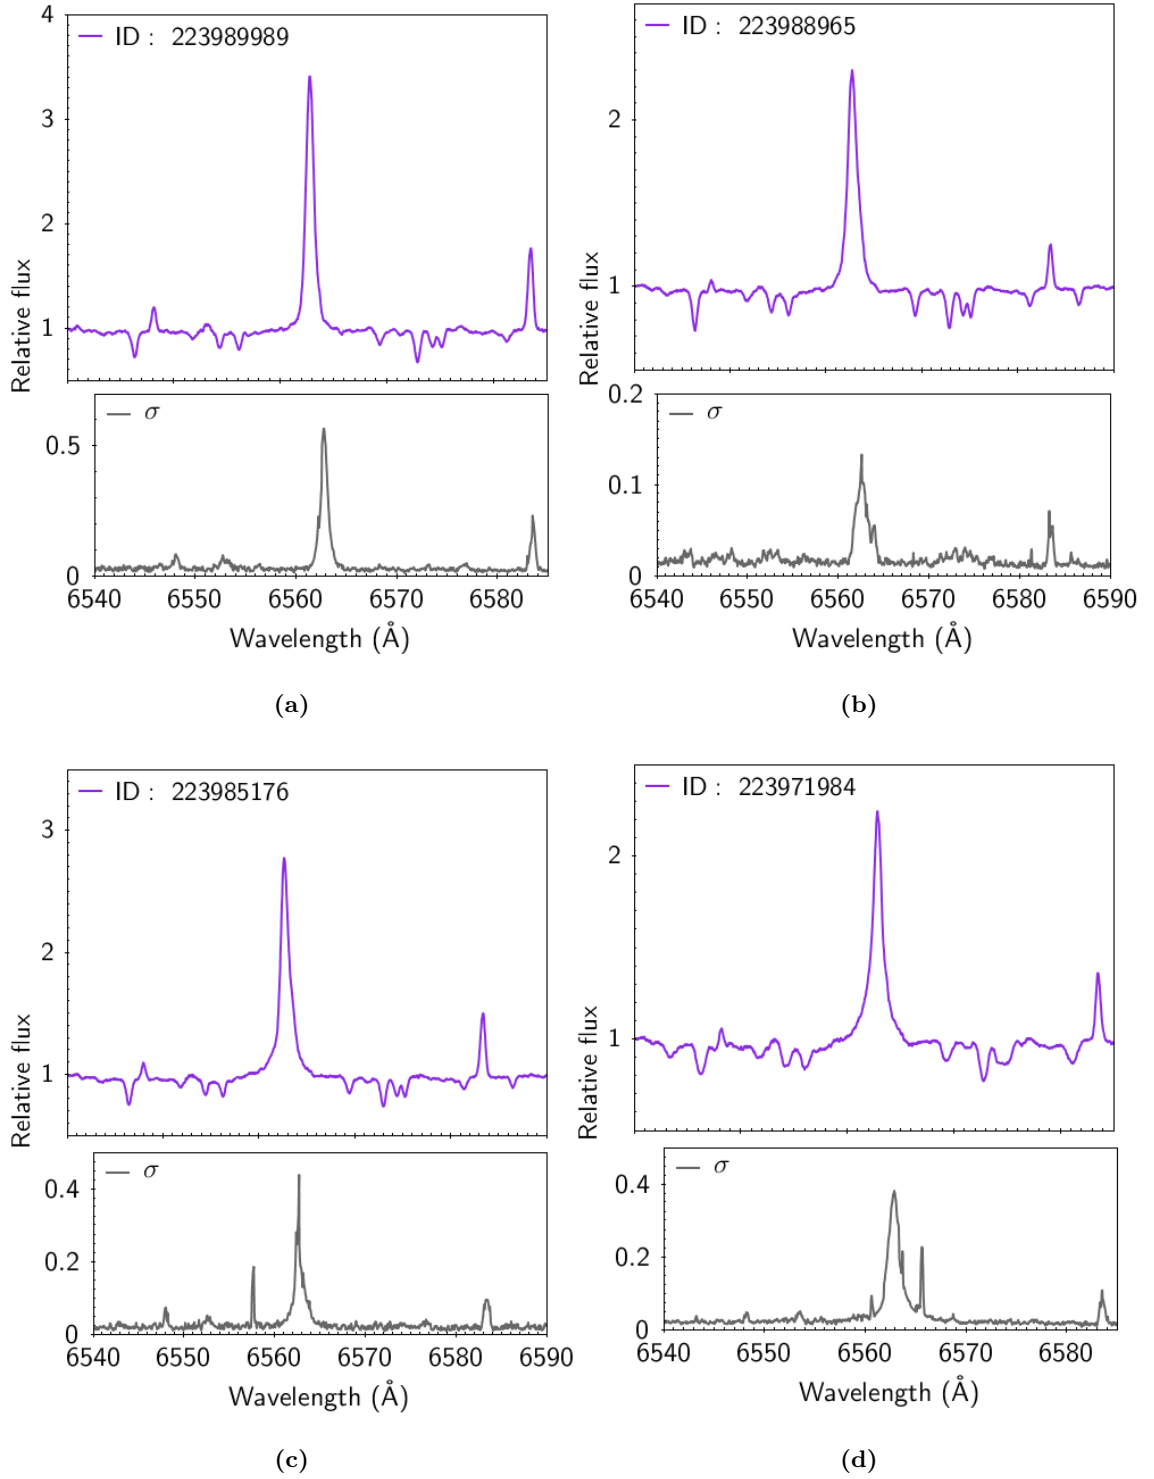 ID : 223989989
4
3
2
1
Relative flux
σ
0.5
0
6540 6550 6560 6570 6580
Wavelength (Å)
(a)
ID : 223988965
2
1
Relative flux
σ
0.2
0.1
0
6540 6550 6560 6570 6580 6590
Wavelength (Å)
(b)
ID : 223985176
3
2
1
Relative flux
σ
0.4
0.2
0
6540 6550 6560 6570 6580 6590
Wavelength (Å)
(c)
ID : 223971984
2
1
Relative flux
σ
0.4
0.2
0
6540 6550 6560 6570 6580
Wavelength (Å)
(d)